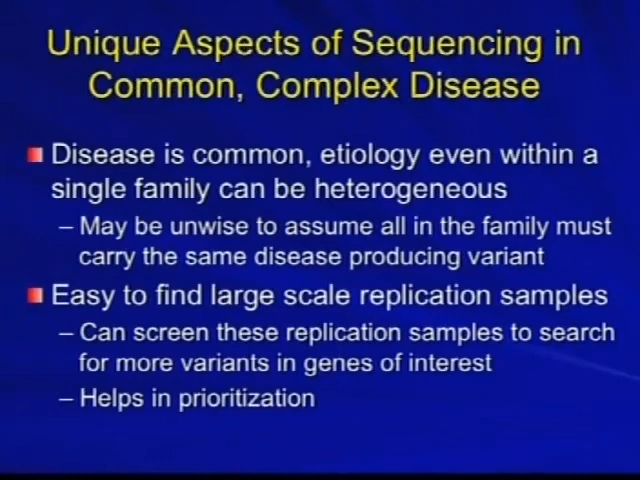 Unique Aspects of Sequencing in
Common, Complex Disease
Disease is common, etiology even within a
single family can be heterogeneous
– May be unwise to assume all in the family must
carry the same disease producing variant
Easy to find large scale replication samples
– Can screen these replication samples to search
for more variants in genes of interest
– Helps in prioritization